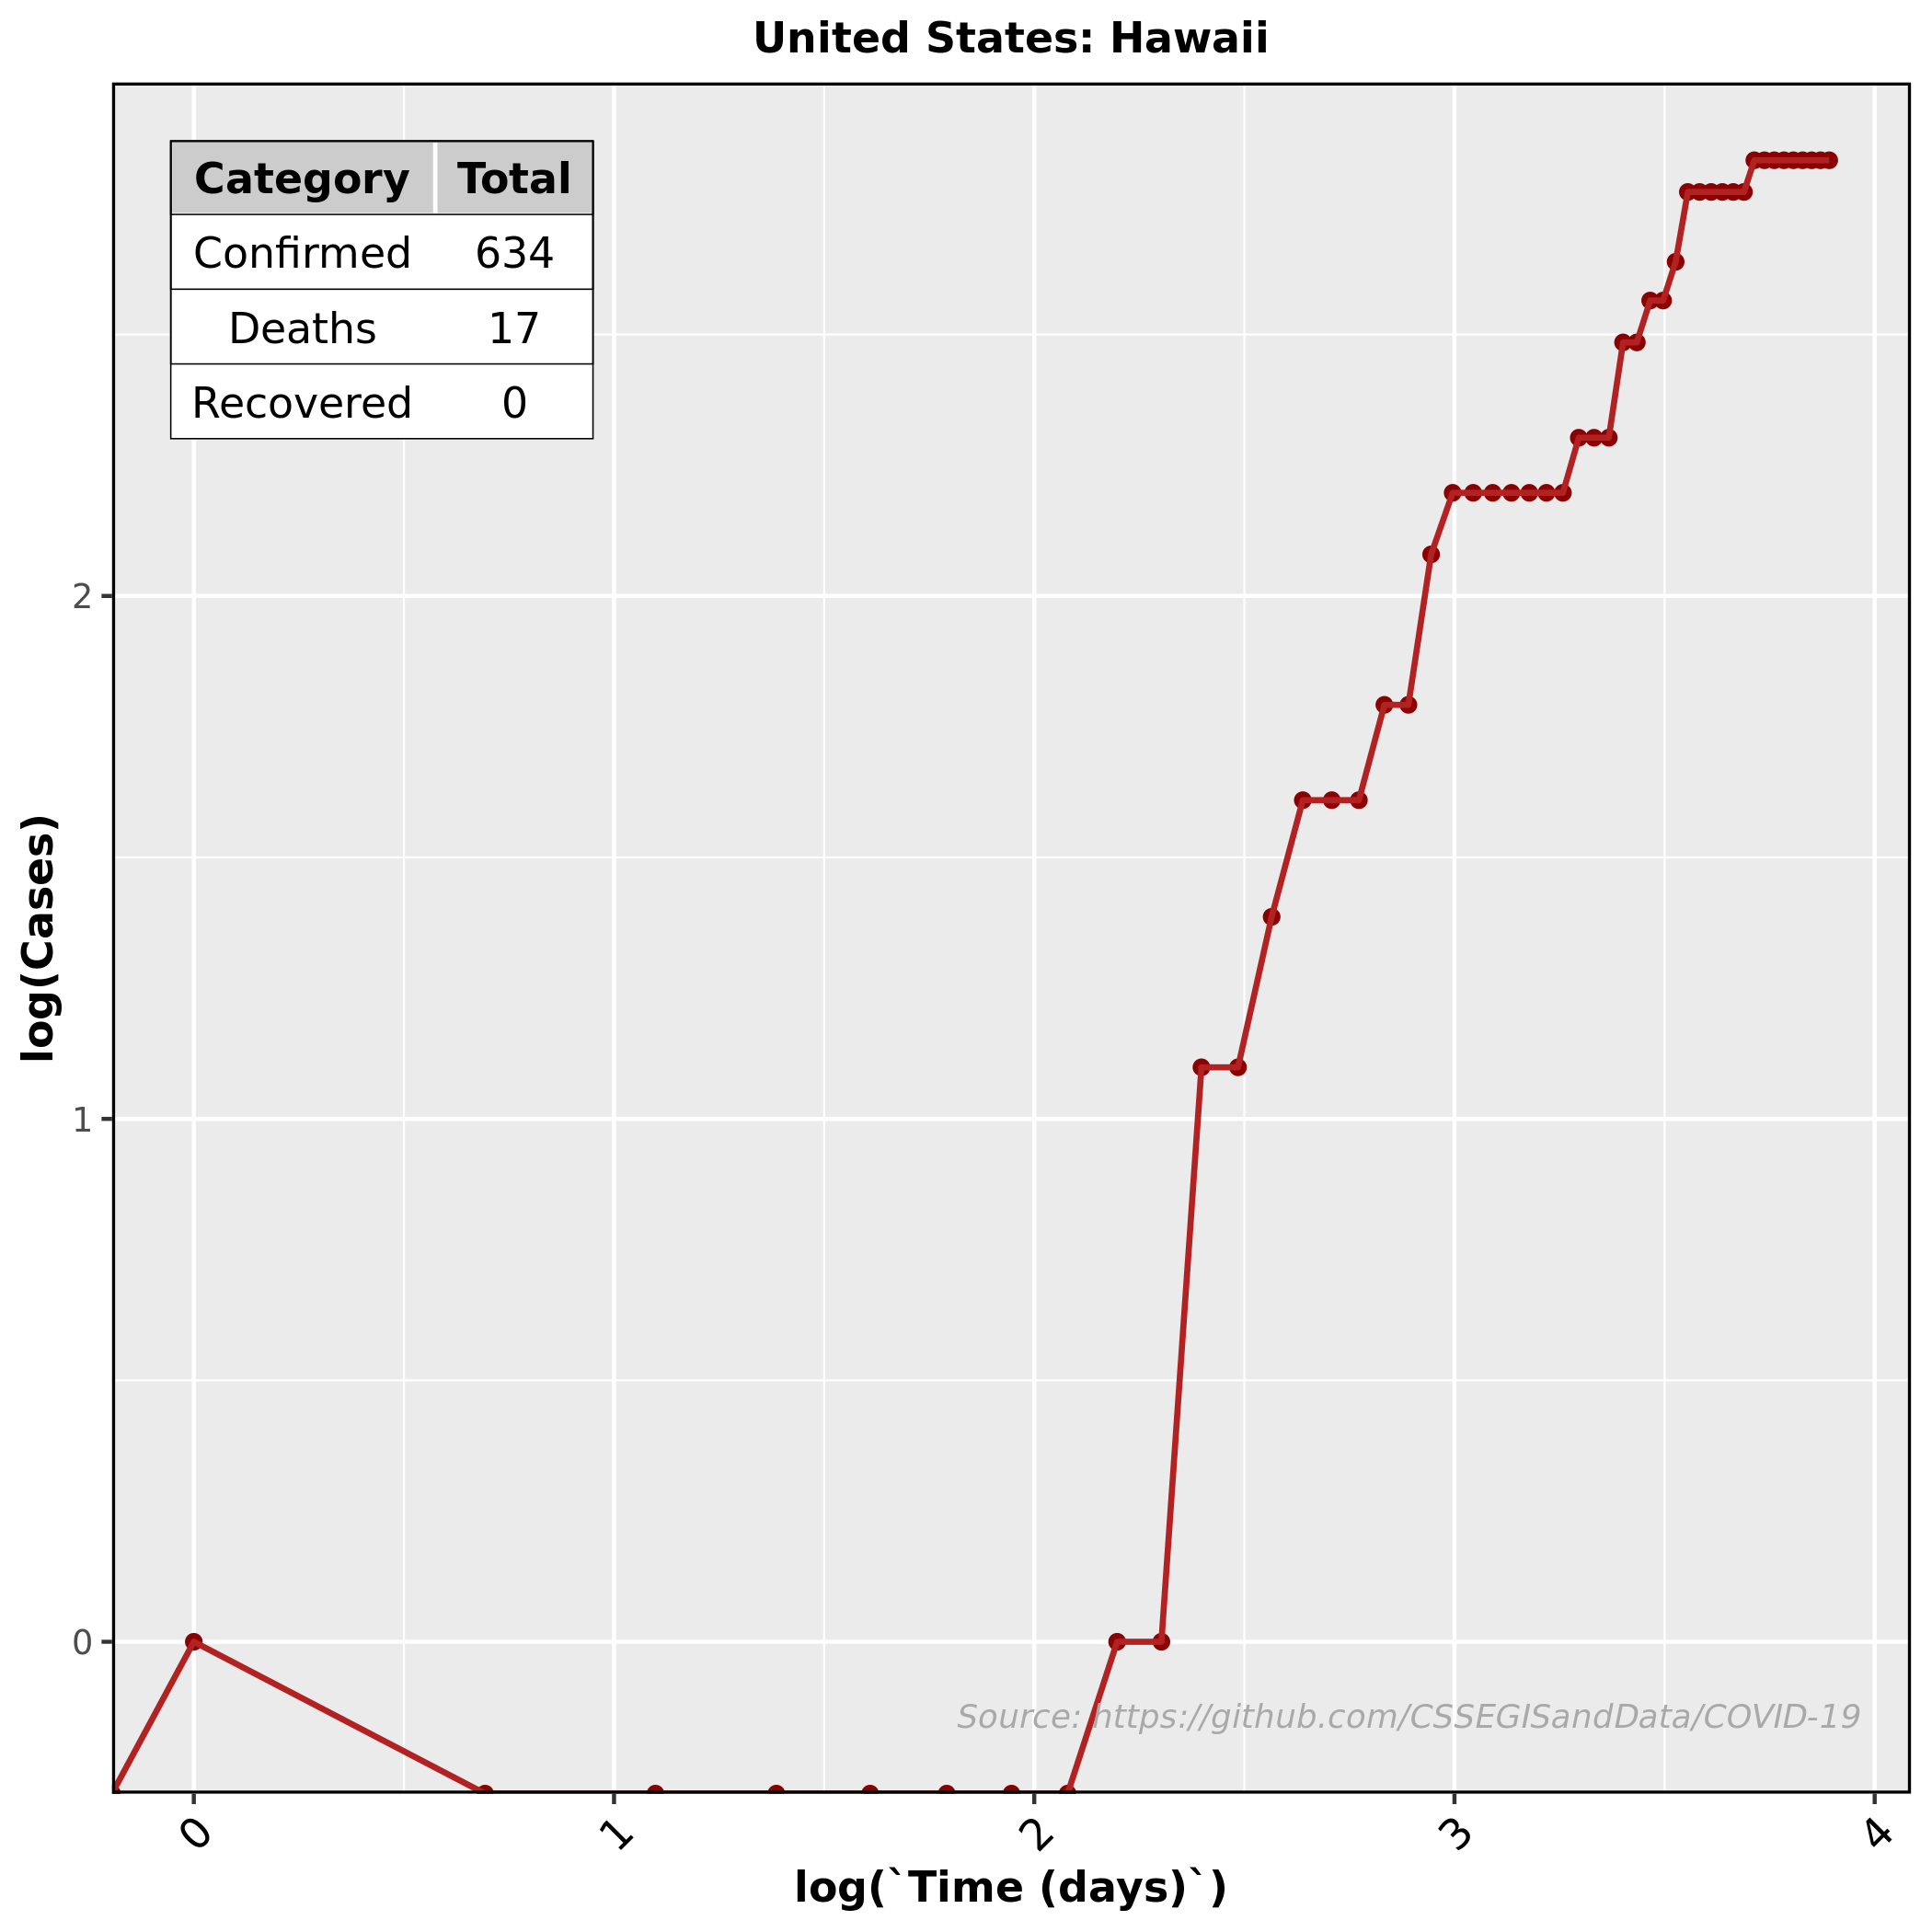 United States: Hawaii
Category Total
Confirmed 634
Deaths 17
Recovered 0
2
1
0
log(Cases)
Source: https://github.com/CSSEGISandData/COVID-19
0 1 2 3 4
log(`Time (days)`)